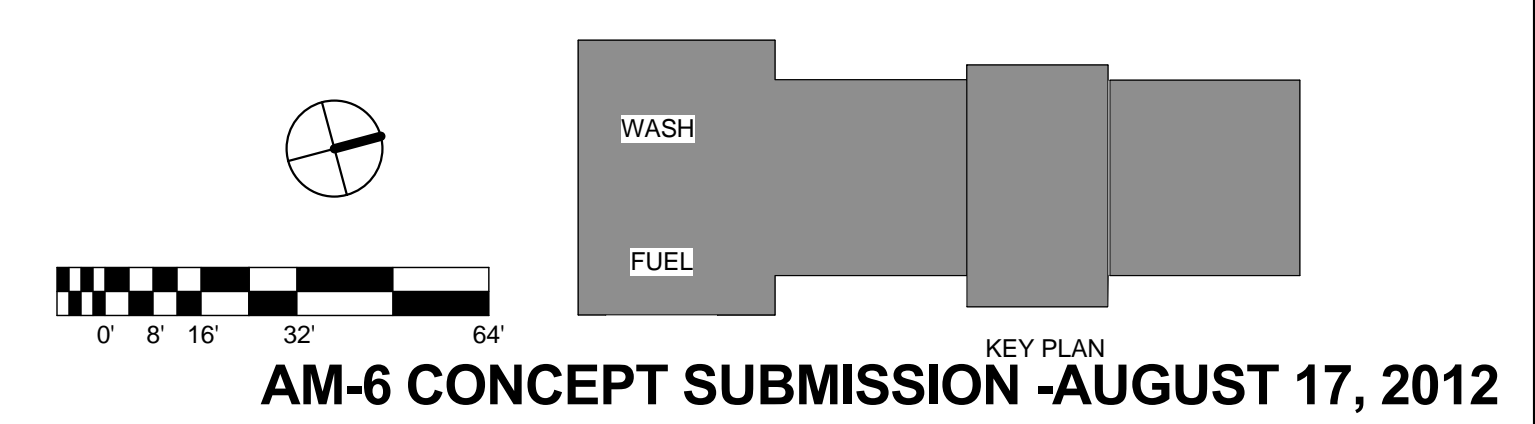 WASH
FUEL
0' 8' 16' 32' 64'
KEY PLAN
AM-6 CONCEPT SUBMISSION -AUGUST 17, 2012